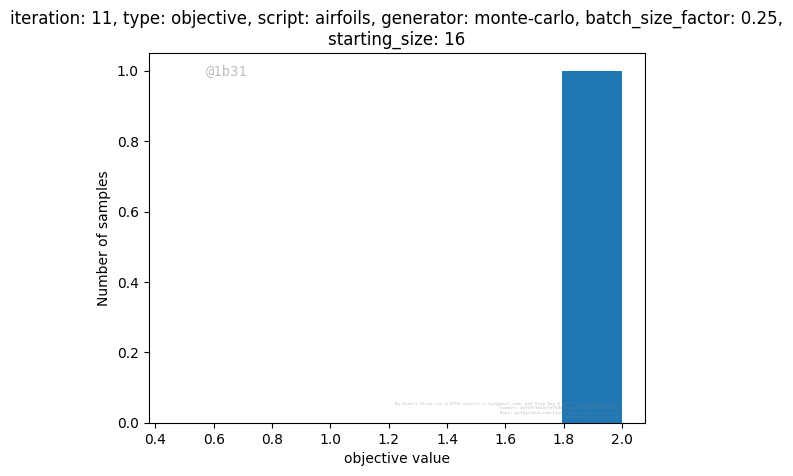 iteration: 11, type: objective, script: airfoils, generator: monte-carlo, batch_size_factor: 0.25,
starting_size: 16
@1b31
1.0
0.8
0.6
0.4
0.2
0.0
Number of samples
0.4 0.6 0.8 1.0 1.2 1.4 1.6 1.8 2.0
objective value